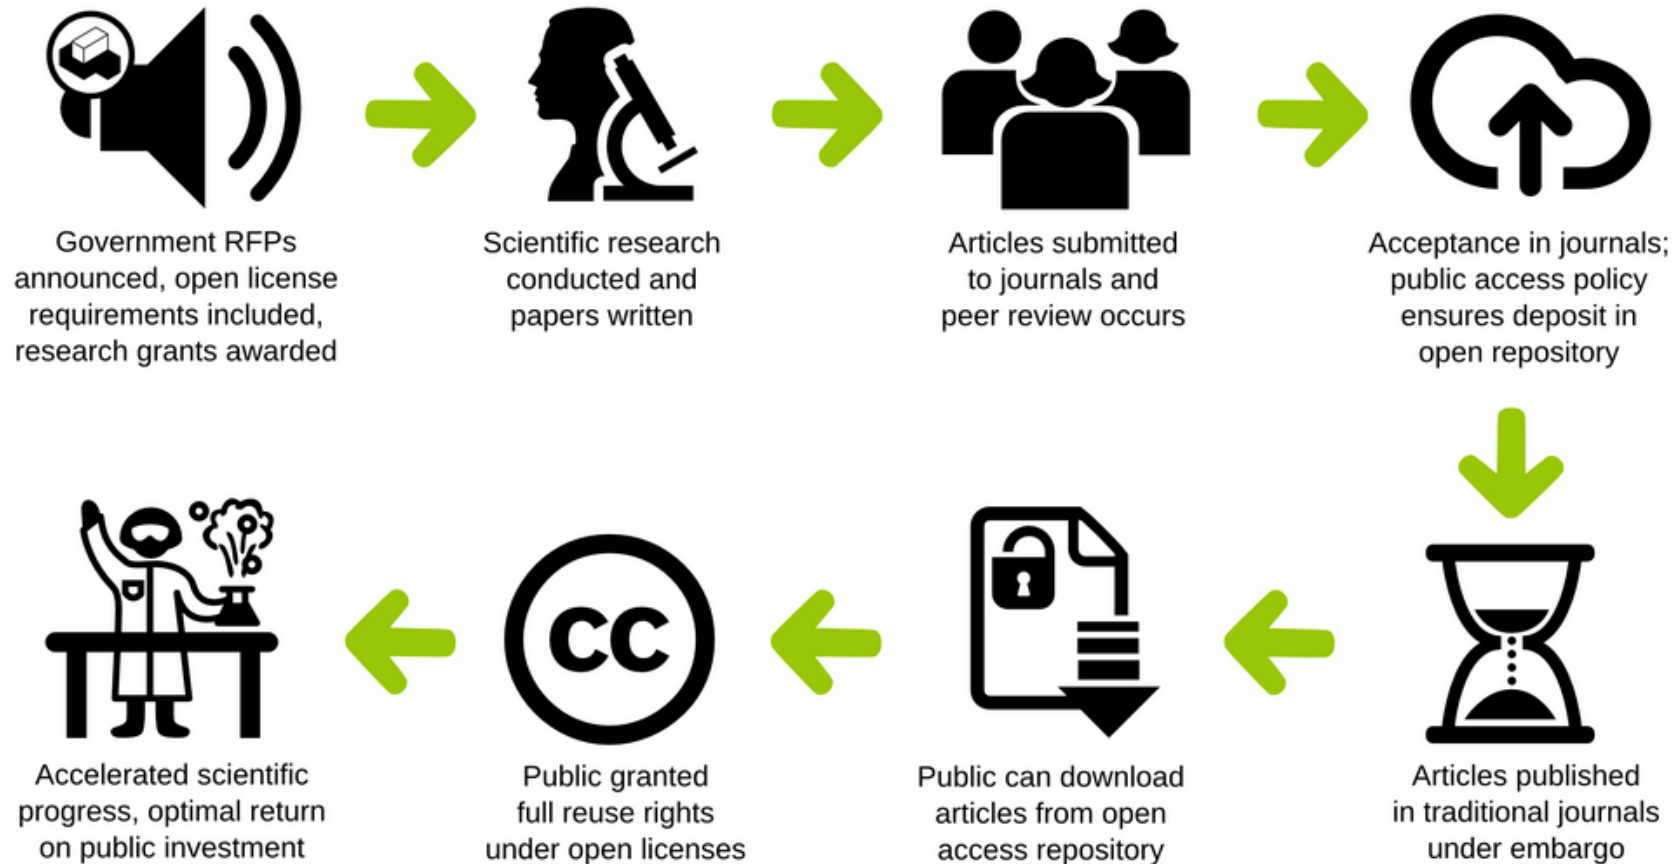 Government RFPs
announced, open license
requirements included,
research grants awarded
Scientific research
conducted and
papers written
Articles submitted
to journals and
peer review occurs
Acceptance in journals;
public access policy
ensures deposit in
open repository
Articles published
in traditional journals
under embargo
Public can download
articles from open
access repository
cc
Public granted
full reuse rights
under open licenses
Accelerated scientific
progress, optimal return
on public investment